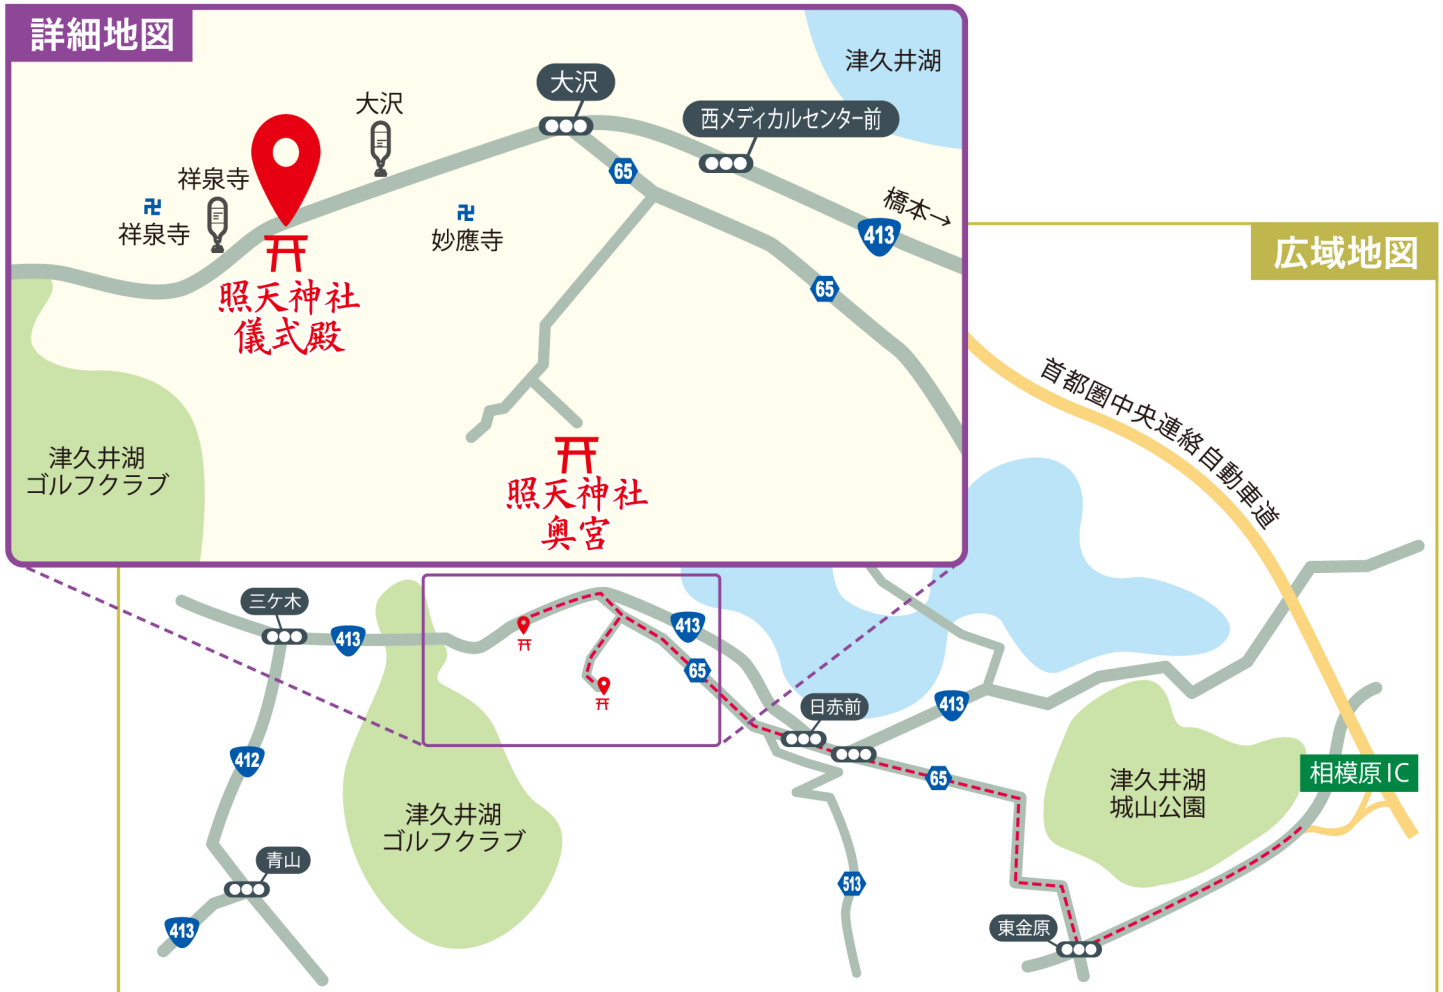 詳細地図
津久井湖
大沢
大沢
西メディカルセンター前
65
祥泉寺
祥泉寺
妙應寺
橋本→
413
65
照天神社
儀式殿
津久井湖
ゴルフクラブ
照天神社
奥宮
広域地図
首都圏中央連絡自動車道
三ケ木
413
413
65
日赤前
413
412
65
相模原IC
津久井湖
城山公園
津久井湖
ゴルフクラブ
青山
513
413
東金原